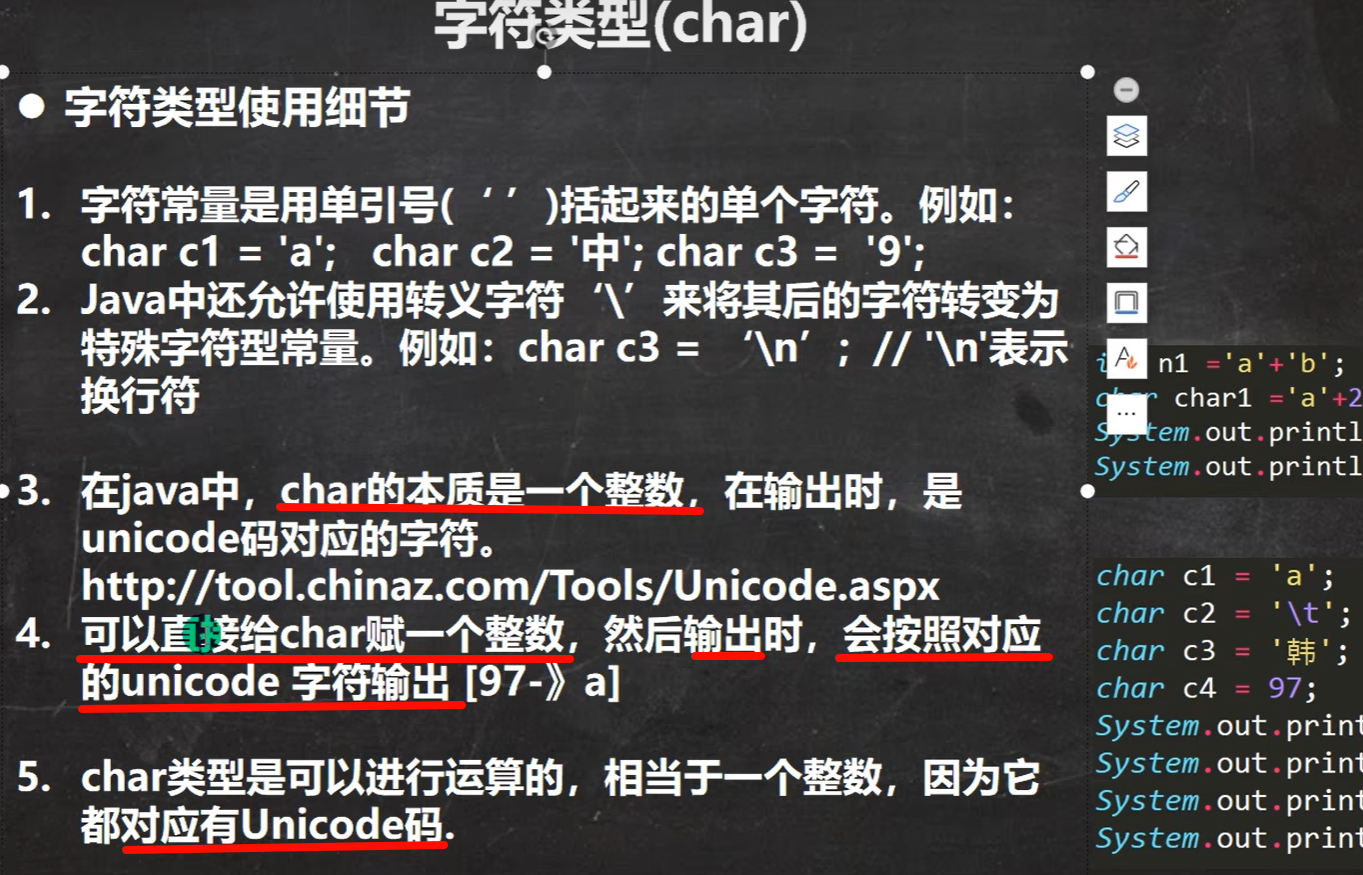 字符类型(char)
● 字符类型使用细节
1. 字符常量是用单引号( ‘ ’ )括起来的单个字符。例如：
char c1 = 'a'; char c2 = '中'; char c3 = '9';
2. Java中还允许使用转义字符‘\’来将其后的字符转变为
特殊字符型常量。例如：char c3 = ‘\n’ ; // '\n'表示
换行符
3. 在java中，char的本质是一个整数，在输出时，是
unicode码对应的字符。
http://tool.chinaz.com/Tools/Unicode.aspx
4. 可以直接给char赋一个整数，然后输出时，会按照对应
的unicode 字符输出 [97-》a]
5. char类型是可以进行运算的，相当于一个整数，因为它
都对应有Unicode码.
n1 ='a'+'b';
char1 ='a'+2
System.out.printl
System.out.printl
char c1 = 'a';
char c2 = '\t';
char c3 = '韩';
char c4 = 97;
System.out.print
System.out.print
System.out.print
System.out.print